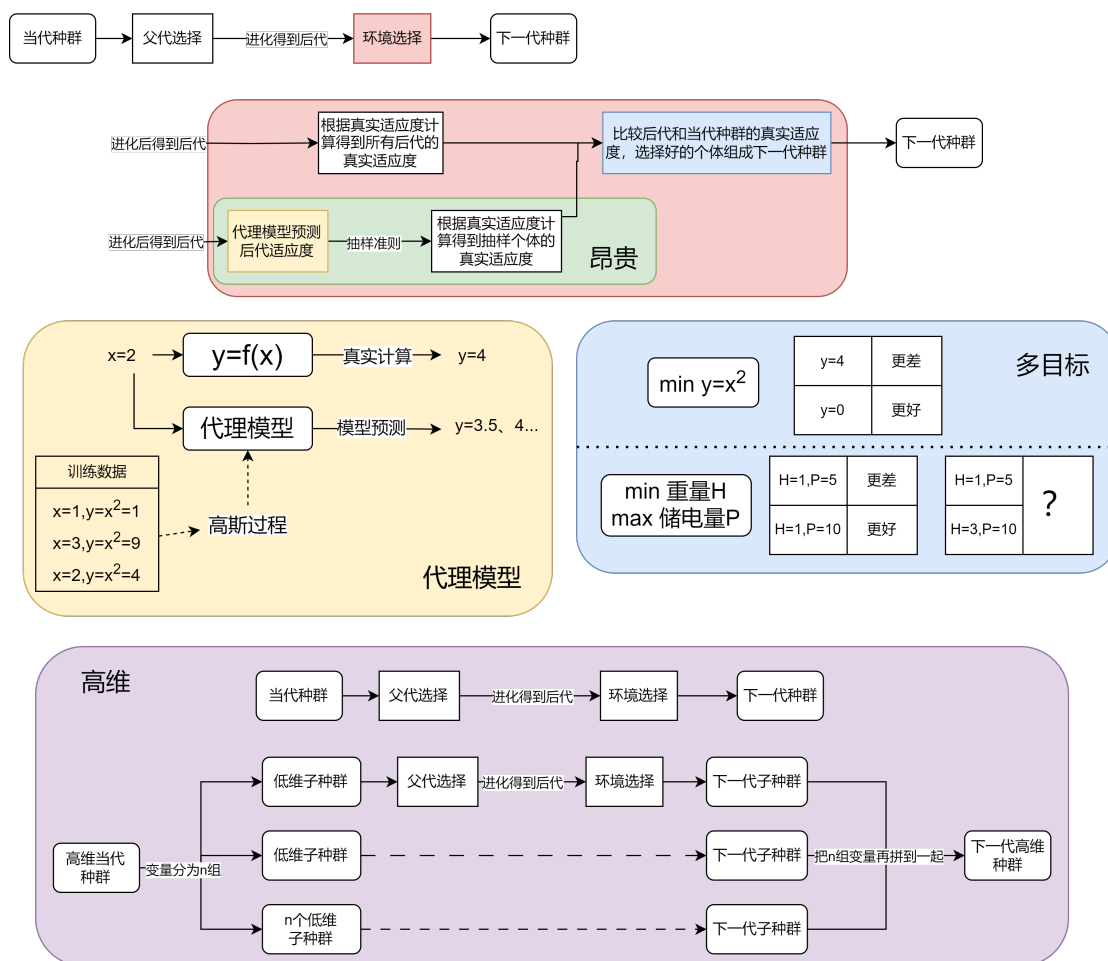 当代种群
父代选择
进化得到后代
环境选择
下一代种群
进化后得到后代
根据真实适应度计
算得到所有后代的
真实适应度
比较后代和当代种群的真实适应
度，选择好的个体组成下一代种群
下一代种群
进化后得到后代
代理模型预测
后代适应度
抽样准则
根据真实适应度计
算得到抽样个体的
真实适应度
昂贵
x=2
y=f(x)
真实计算
y=4
代理模型
模型预测
y=3.5、4...
训练数据
x=1,y=x²=1
x=3,y=x²=9
x=2,y=x²=4
高斯过程
代理模型
多目标
min y=x²
y=4
更差
y=0
更好
min 重量H
max 储电量P
H=1,P=5
更差
H=1,P=10
更好
H=1,P=5
H=3,P=10
？
高维
当代种群
父代选择
进化得到后代
环境选择
下一代种群
高维当代
种群
变量分为n组
低维子种群
父代选择
进化得到后代
环境选择
下一代子种群
低维子种群
下一代子种群
n个低维
子种群
下一代子种群
把n组变量再拼到一起
下一代高维
种群